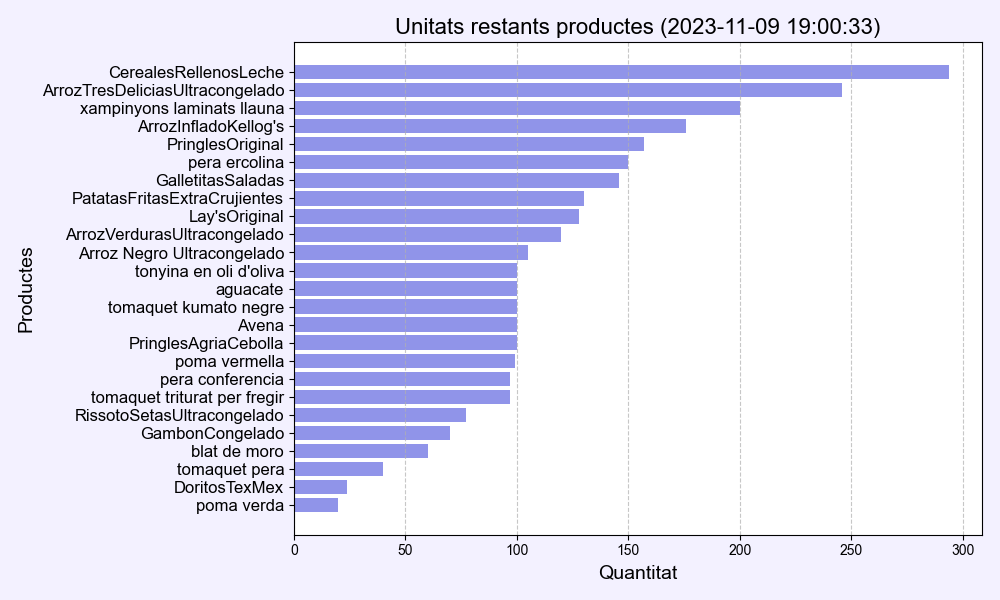 Unitats restants productes (2023-11-09 19:00:33)
Productes
CerealesRellenosLeche
ArrozTresDeliciasUltracongelado
xampinyons laminats llauna
ArrozInfladoKellog's
PringlesOriginal
pera ercolina
GalletitasSaladas
PatatasFritasExtraCrujientes
Lay'sOriginal
ArrozVerdurasUltracongelado
Arroz Negro Ultracongelado
tonyina en oli d'oliva
aguacate
tomaquet kumato negre
Avena
PringlesAgriaCebolla
poma vermella
pera conferencia
tomaquet triturat per fregir
RissotoSetasUltracongelado
GambonCongelado
blat de moro
tomaquet pera
DoritosTexMex
poma verda
0 50 100 150 200 250 300
Quantitat